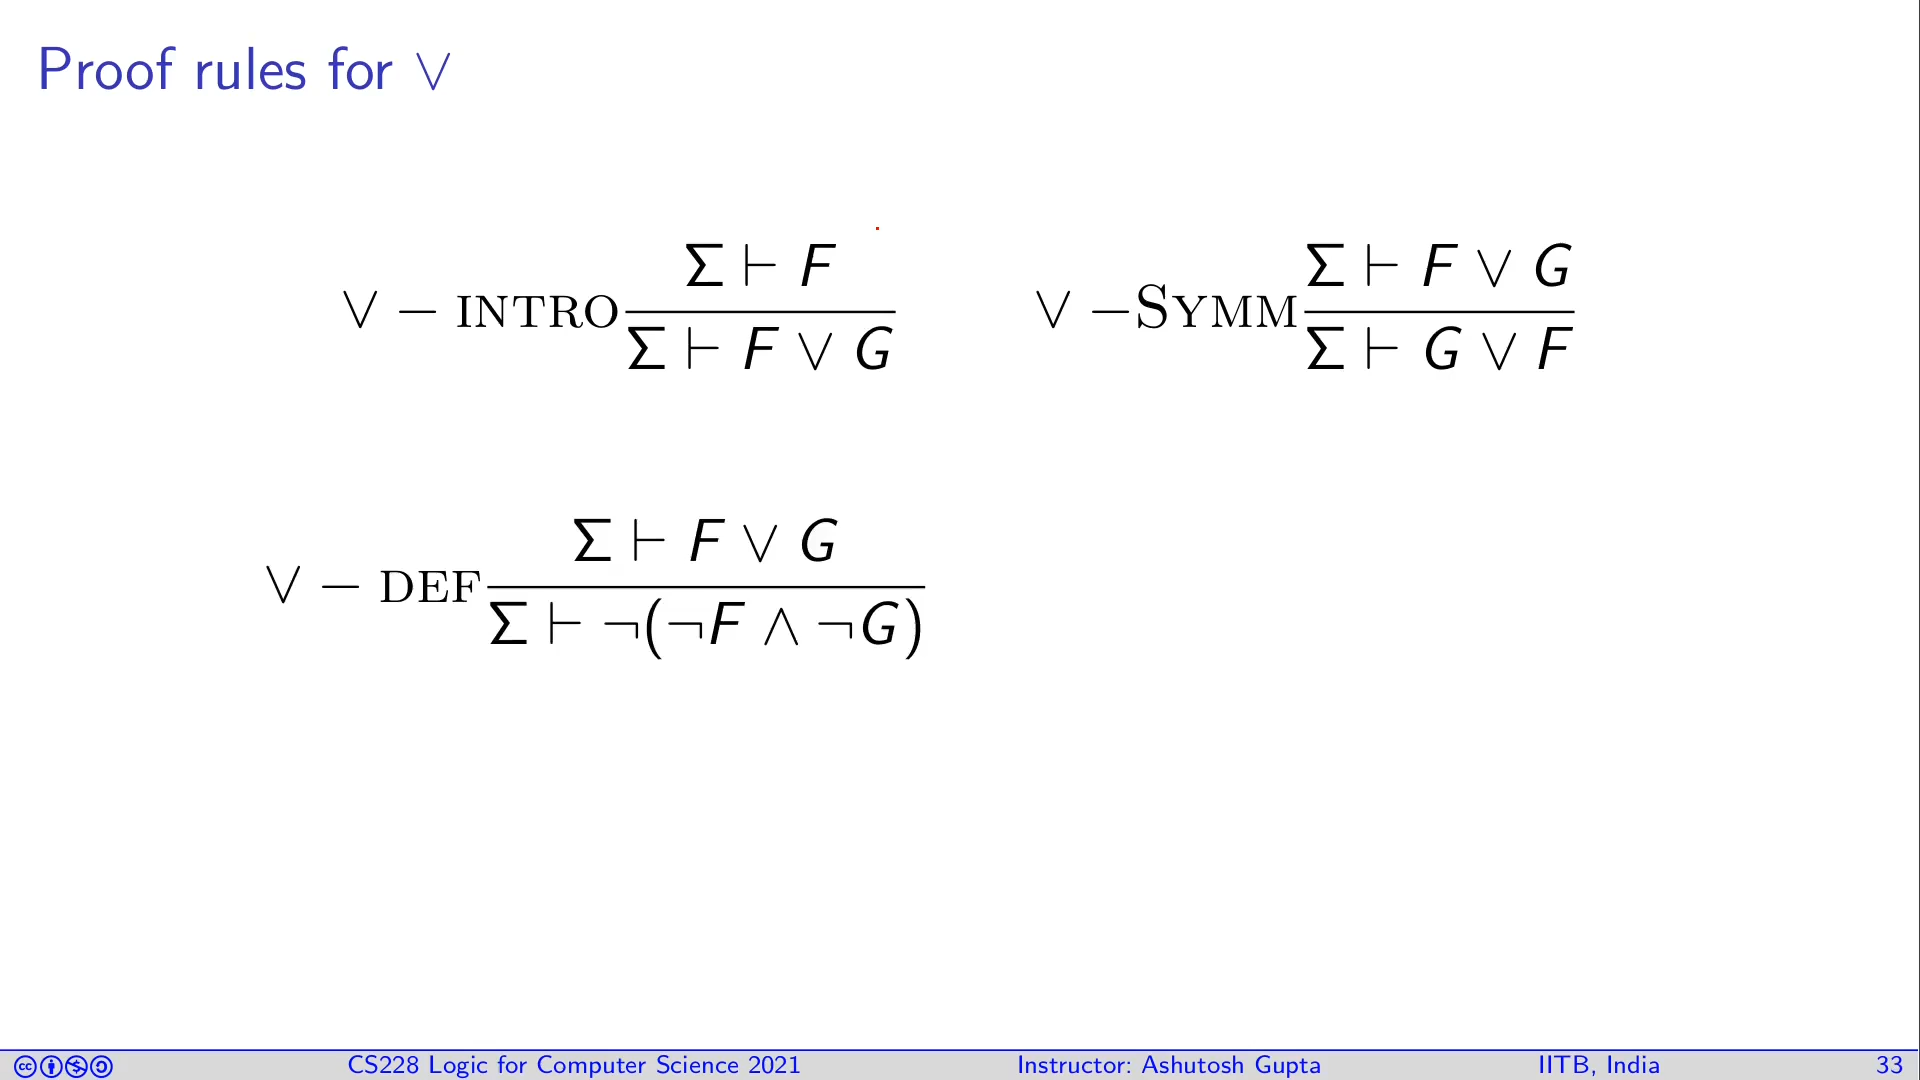 Proof rules for ∨
∨ − INTRO Σ ⊢ F
Σ ⊢ F ∨ G
∨ −SYMM Σ ⊢ F ∨ G
Σ ⊢ G ∨ F
∨ − DEF Σ ⊢ F ∨ G
Σ ⊢ ¬(¬F ∧ ¬G)
CS228 Logic for Computer Science 2021 Instructor: Ashutosh Gupta IITB, India 33